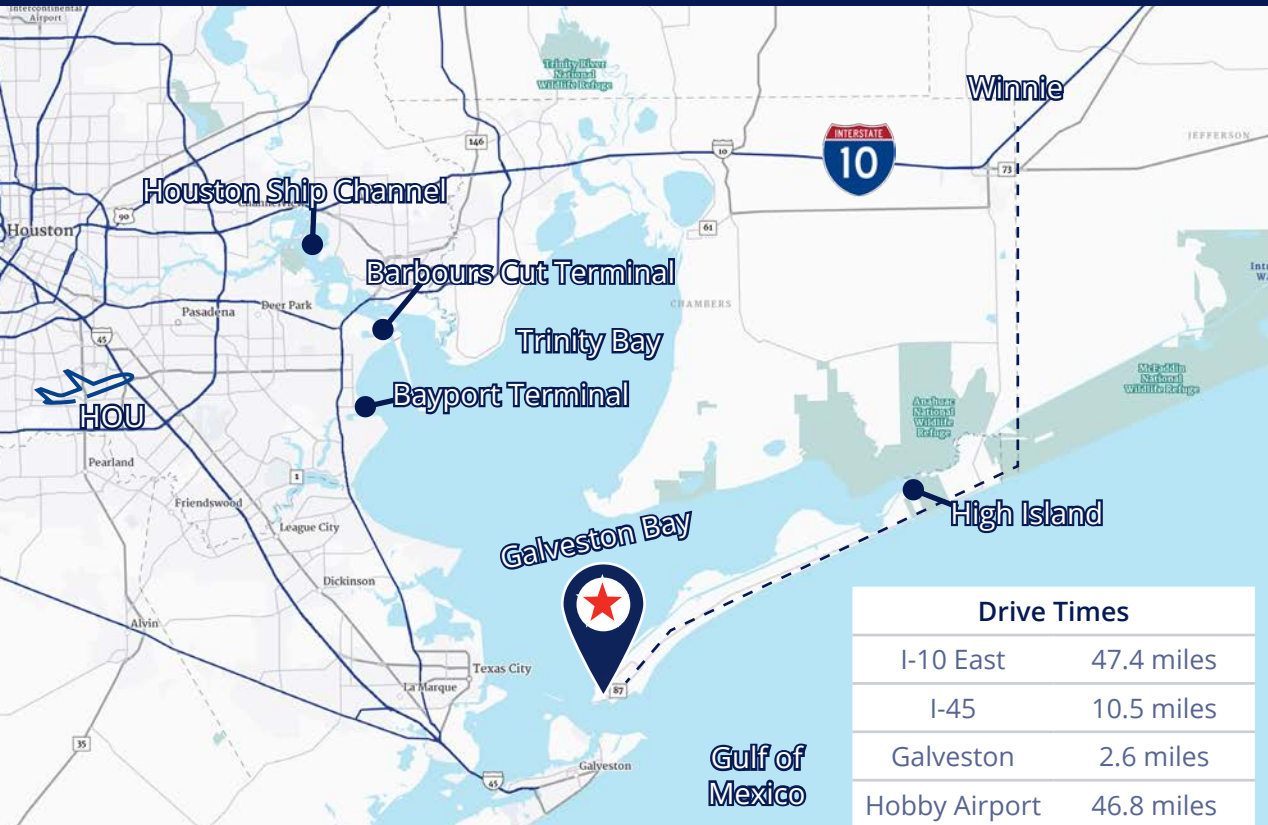 Intercontinental
Airport
Trinity River
National
Wildlife Refuge
Winnie
JEFFERSON
146
10
INTERSTATE
10
73
Houston Ship Channel
90
Houston
61
Barbours Cut Terminal
CHAMBERS
Deer Park
Pasadena
45
Trinity Bay
McFaddin
National
Wildlife Refuge
Bayport Terminal
HOU
Anahuac
National
Wildlife
Refuge
Pearland
1
Friendswood
League City
High Island
Galveston Bay
Dickinson
Alvin
Texas City
La Marque
87
35
Galveston
45
Gulf of
Mexico
Drive Times
I-10 East 47.4 miles
I-45 10.5 miles
Galveston 2.6 miles
Hobby Airport 46.8 miles